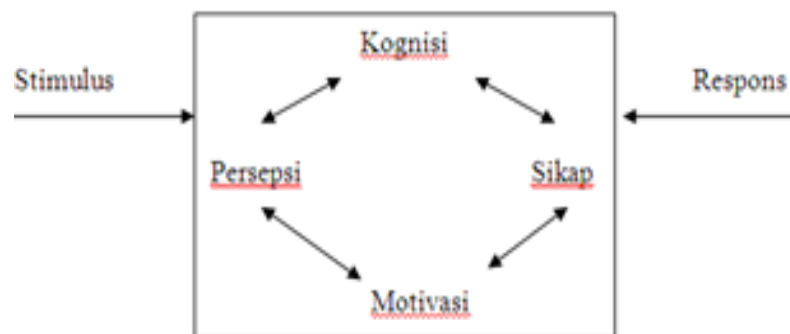 Kognisi
Stimulus
Respons
Persepsi
Sikap
Motivasi